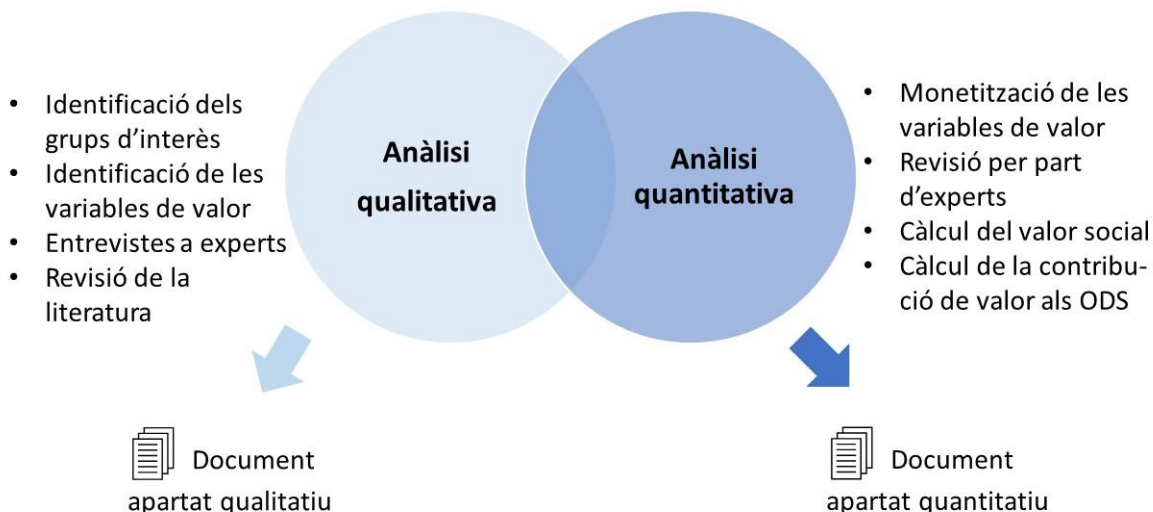 • Identificació dels
grups d’interès
• Identificació de les
variables de valor
• Entrevistes a experts
• Revisió de la
literatura
Anàlisi
qualitativa
Anàlisi
quantitativa
• Monetització de les
variables de valor
• Revisió per part
d’experts
• Càlcul del valor social
• Càlcul de la contribu-
ció de valor als ODS
Document
apartat qualitatiu
Document
apartat quantitatiu